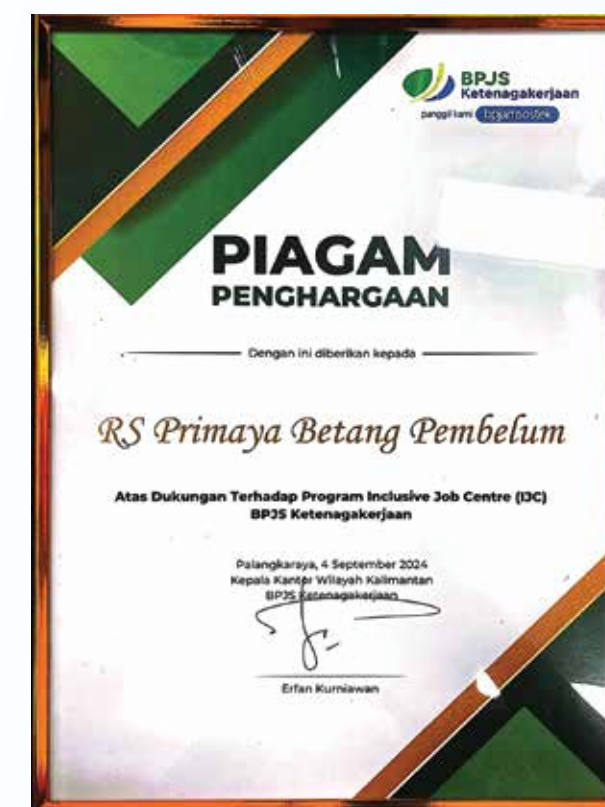 BPJS
Ketenagakerjaan
panggil kami bpjamsostek
PIAGAM
PENGHARGAAN
Dengan ini diberikan kepada
RS Primaya Betang Pembelum
Atas Dukungan Terhadap Program Inclusive Job Centre (IJC)
BPJS Ketenagakerjaan
Palangkaraya, 4 September 2024
Kepala Kantor Wilayah Kalimantan
BPJS Ketenagakerjaan
Erfan Kurniawan